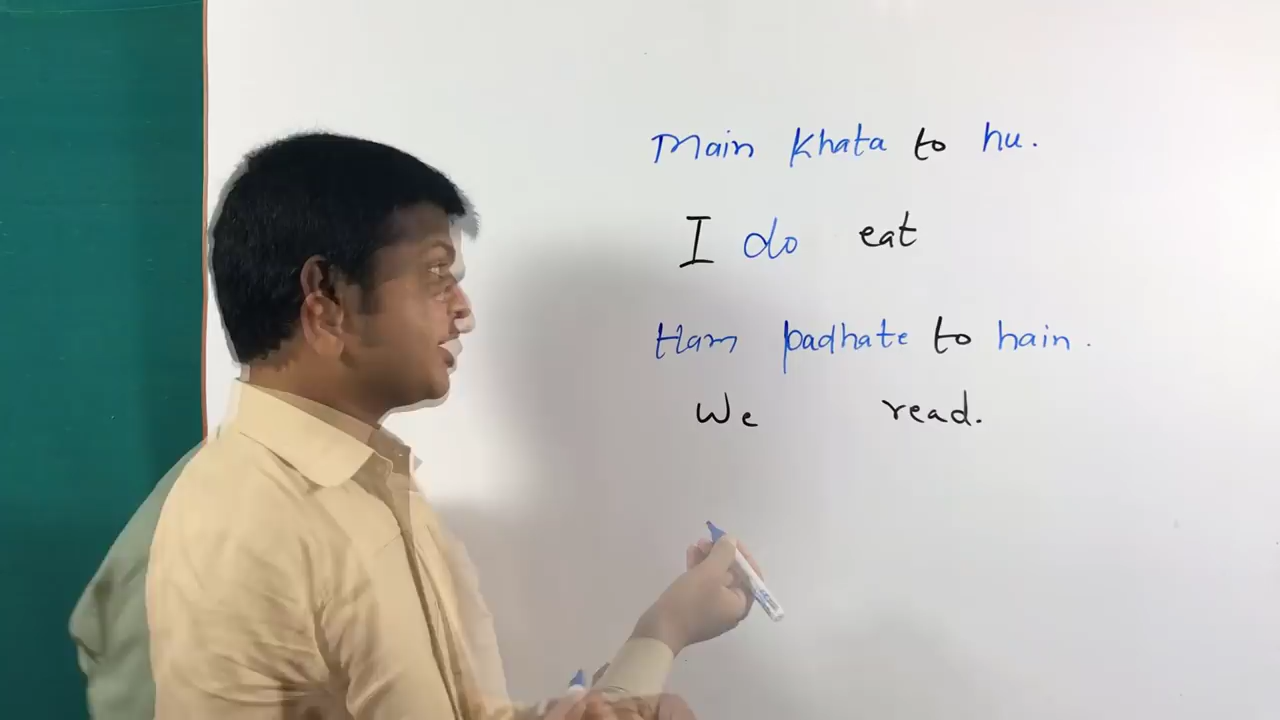 Main Khata to hu.
I do eat
Ham padhate to hain.
We read.